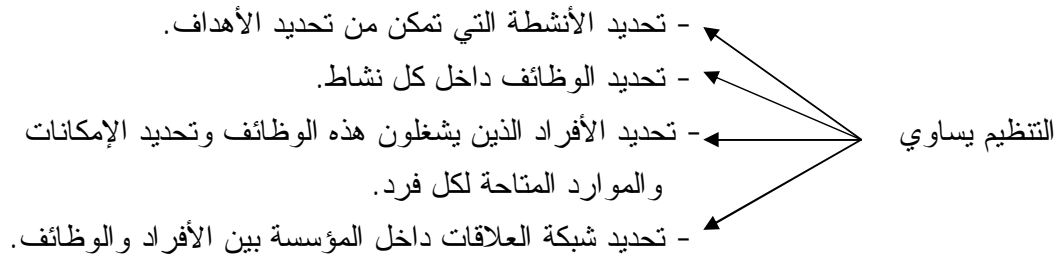 - تحديد الأنشطة التي تمكن من تحديد الأهداف.
- تحديد الوظائف داخل كل نشاط.
التنظيم يساوي
- تحديد الأفراد الذين يشغلون هذه الوظائف وتحديد الإمكانات
والموارد المتاحة لكل فرد.
- تحديد شبكة العلاقات داخل المؤسسة بين الأفراد والوظائف.